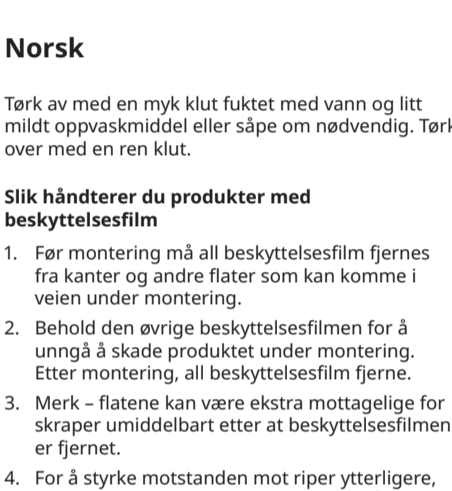 Norsk
Tørk av med en myk klut fuktet med vann og litt
mildt oppvaskmiddel eller såpe om nødvendig. Tørk
over med en ren klut.
Slik håndterer du produkter med
beskyttelsesfilm
1. Før montering må all beskyttelsesfilm fjernes
fra kanter og andre flater som kan komme i
veien under montering.
2. Behold den øvrige beskyttelsesfilmen for å
unngå å skade produktet under montering.
Etter montering, all beskyttelsesfilm fjerne.
3. Merk – flatene kan være ekstra mottagelige for
skraper umiddelbart etter at beskyttelsesfilmen
er fjernet.
4. For å styrke motstanden mot riper ytterligere,